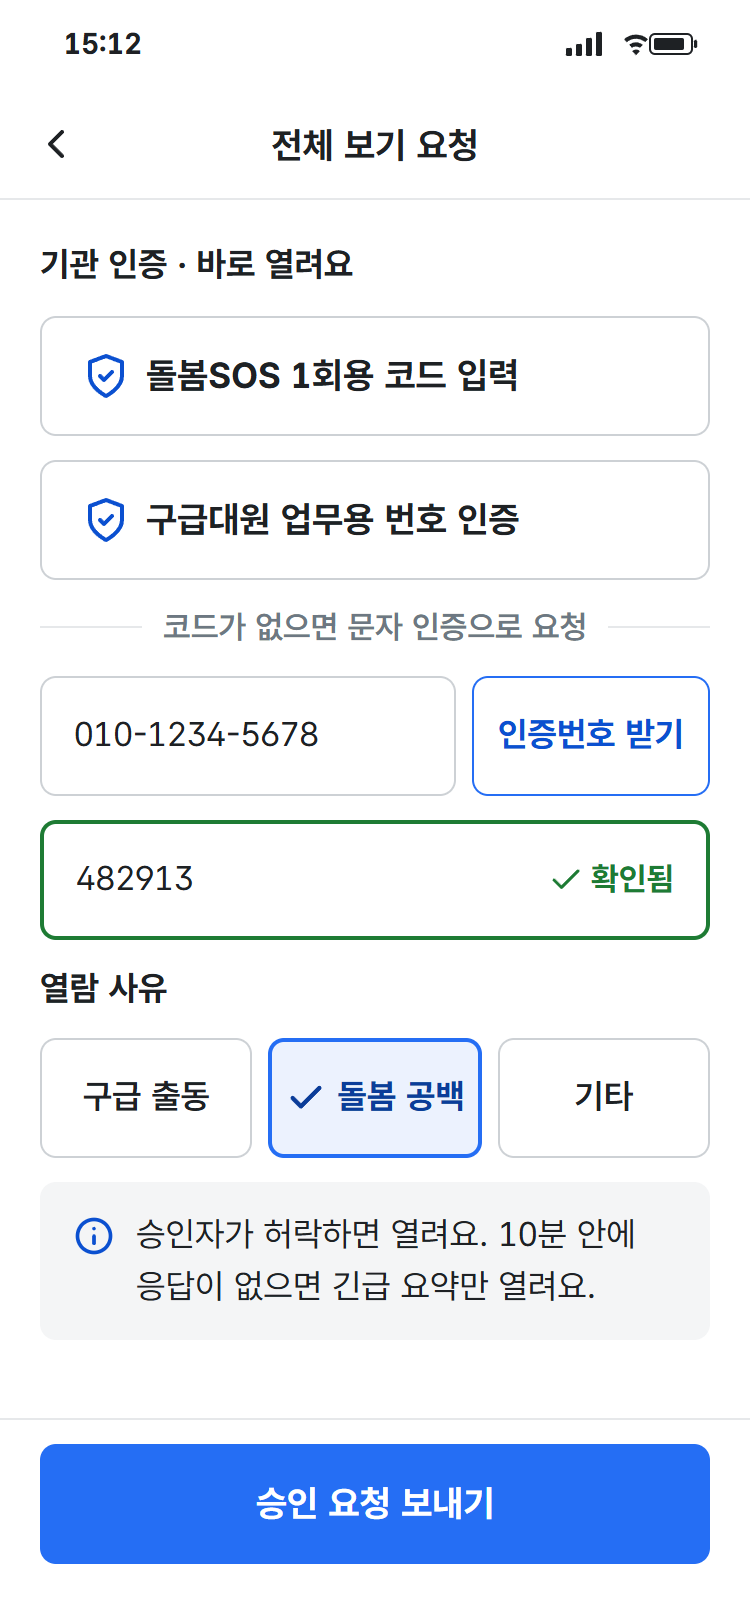 15:12
전체 보기 요청
기관 인증 · 바로 열려요
돌봄SOS 1회용 코드 입력
구급대원 업무용 번호 인증
코드가 없으면 문자 인증으로 요청
010-1234-5678
인증번호 받기
482913
확인됨
열람 사유
구급 출동
돌봄 공백
기타
승인자가 허락하면 열려요. 10분 안에
응답이 없으면 긴급 요약만 열려요.
승인 요청 보내기